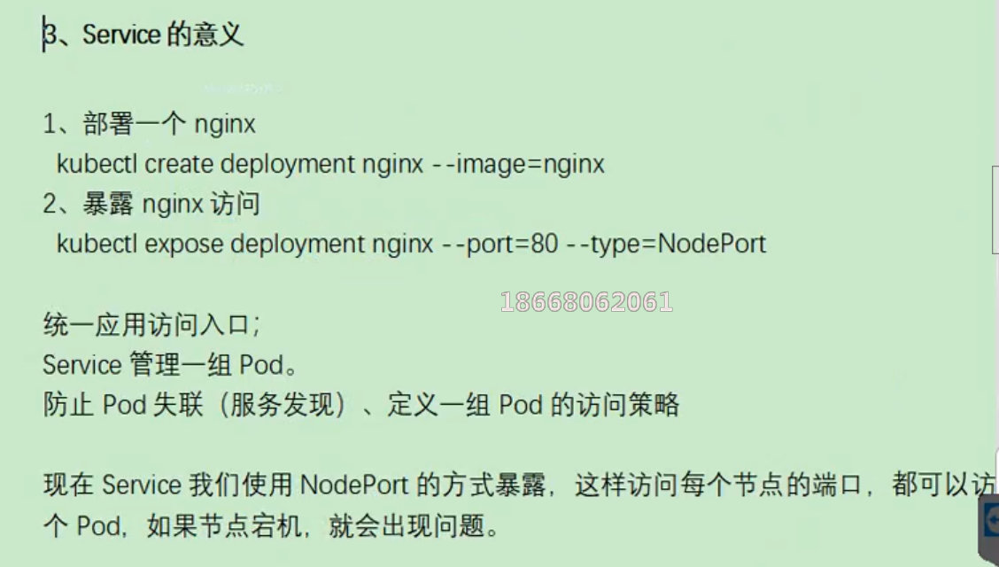 3、Service 的意义
1、部署一个 nginx
kubectl create deployment nginx --image=nginx
2、暴露 nginx 访问
kubectl expose deployment nginx --port=80 --type=NodePort
18668062061
统一应用访问入口；
Service 管理一组 Pod。
防止 Pod 失联（服务发现）、定义一组 Pod 的访问策略
现在 Service 我们使用 NodePort 的方式暴露，这样访问每个节点的端口，都可以访
个 Pod，如果节点宕机，就会出现问题。